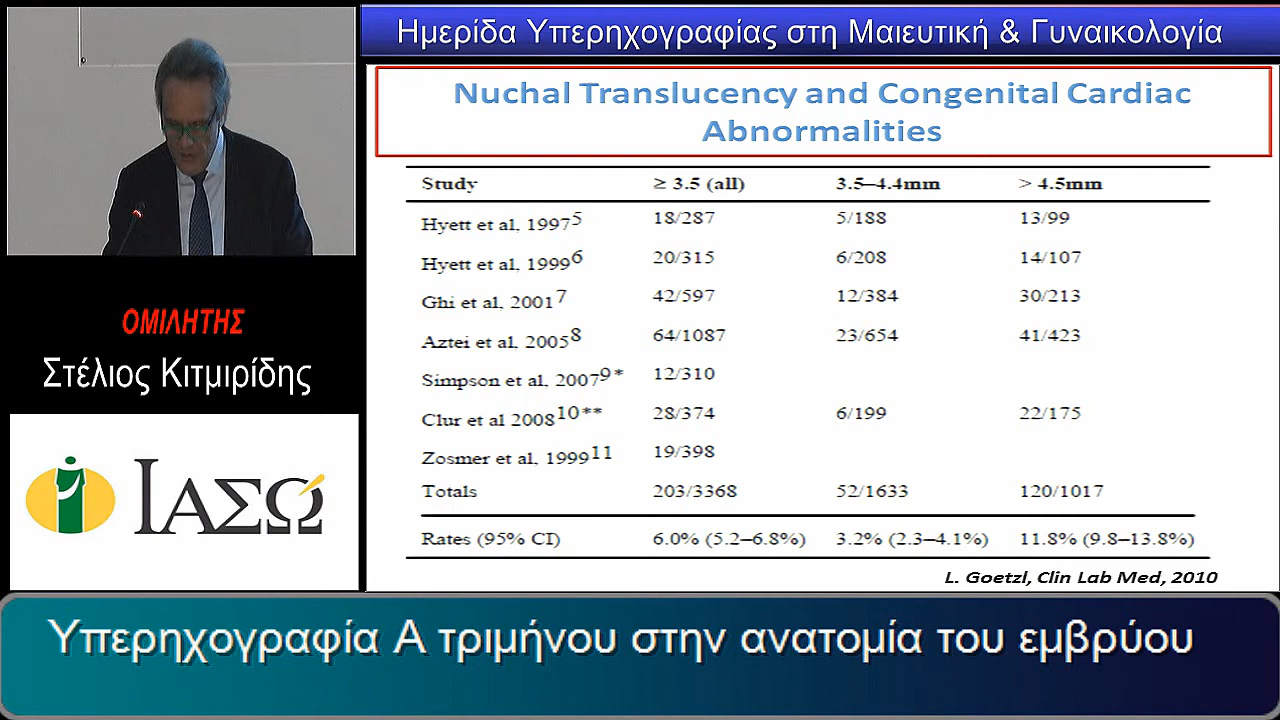 Ημερίδα Υπερηχογραφίας στη Μαιευτική & Γυναικολογία
Nuchal Translucency and Congenital Cardiac
Abnormalities
Study ≥ 3.5 (all) 3.5–4.4mm > 4.5mm
Hyett et al, 1997⁵ 18/287 5/188 13/99
Hyett et al, 1999⁶ 20/315 6/208 14/107
Ghi et al, 2001⁷ 42/597 12/384 30/213
Aztei et al, 2005⁸ 64/1087 23/654 41/423
Simpson et al, 2007⁹* 12/310
Clur et al 2008¹⁰** 28/374 6/199 22/175
Zosmer et al, 1999¹¹ 19/398
Totals 203/3368 52/1633 120/1017
Rates (95% CI) 6.0% (5.2–6.8%) 3.2% (2.3–4.1%) 11.8% (9.8–13.8%)
L. Goetzl, Clin Lab Med, 2010
ΟΜΙΛΗΤΗΣ
Στέλιος Κιτμιρίδης
ΙΑΣΩ
Υπερηχογραφία Α τριμήνου στην ανατομία του εμβρύου